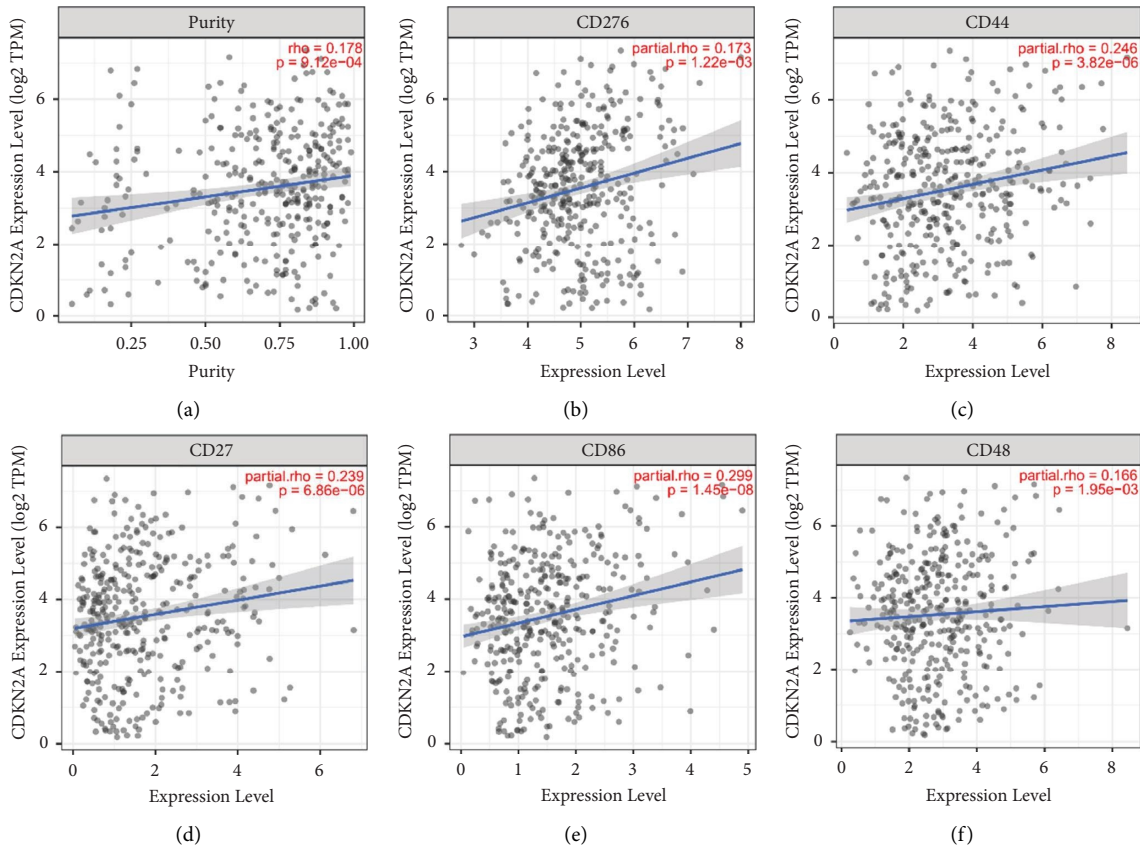 Purity
rho = 0.178
p = 9.12e−04
CDKN2A Expression Level (log2 TPM)
6
4
2
0
0.25 0.50 0.75 1.00
Purity
(a)
CD276
partial.rho = 0.173
p = 1.22e−03
CDKN2A Expression Level (log2 TPM)
6
4
2
0
3 4 5 6 7 8
Expression Level
(b)
CD44
partial.rho = 0.246
p = 3.82e−06
CDKN2A Expression Level (log2 TPM)
6
4
2
0
2 4 6 8
Expression Level
(c)
CD27
partial.rho = 0.239
p = 6.86e−06
CDKN2A Expression Level (log2 TPM)
6
4
2
0
0 2 4 6
Expression Level
(d)
CD86
partial.rho = 0.299
p = 1.45e−08
CDKN2A Expression Level (log2 TPM)
6
4
2
0
0 1 2 3 4 5
Expression Level
(e)
CD48
partial.rho = 0.166
p = 1.95e−03
CDKN2A Expression Level (log2 TPM)
6
4
2
0
0 2 4 6 8
Expression Level
(f)